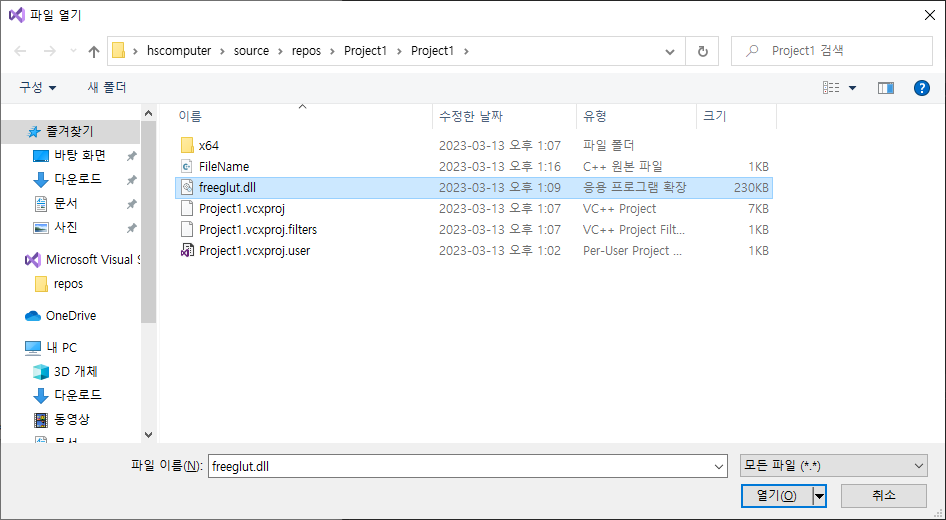 파일 열기
hscomputer > source > repos > Project1 > Project1 >
Project1 검색
구성 새 폴더
이름 수정한 날짜 유형 크기
x64 2023-03-13 오후 1:07 파일 폴더
FileName 2023-03-13 오후 1:16 C++ 원본 파일 1KB
freeglut.dll 2023-03-13 오후 1:09 응용 프로그램 확장 230KB
Project1.vcxproj 2023-03-13 오후 1:07 VC++ Project 7KB
Project1.vcxproj.filters 2023-03-13 오후 1:07 VC++ Project Filt... 1KB
Project1.vcxproj.user 2023-03-13 오후 1:02 Per-User Project ... 1KB
즐겨찾기
바탕 화면
다운로드
문서
사진
Microsoft Visual S
repos
OneDrive
내 PC
3D 개체
다운로드
동영상
문서
파일 이름(N): freeglut.dll
모든 파일 (*.*)
열기(O) 취소